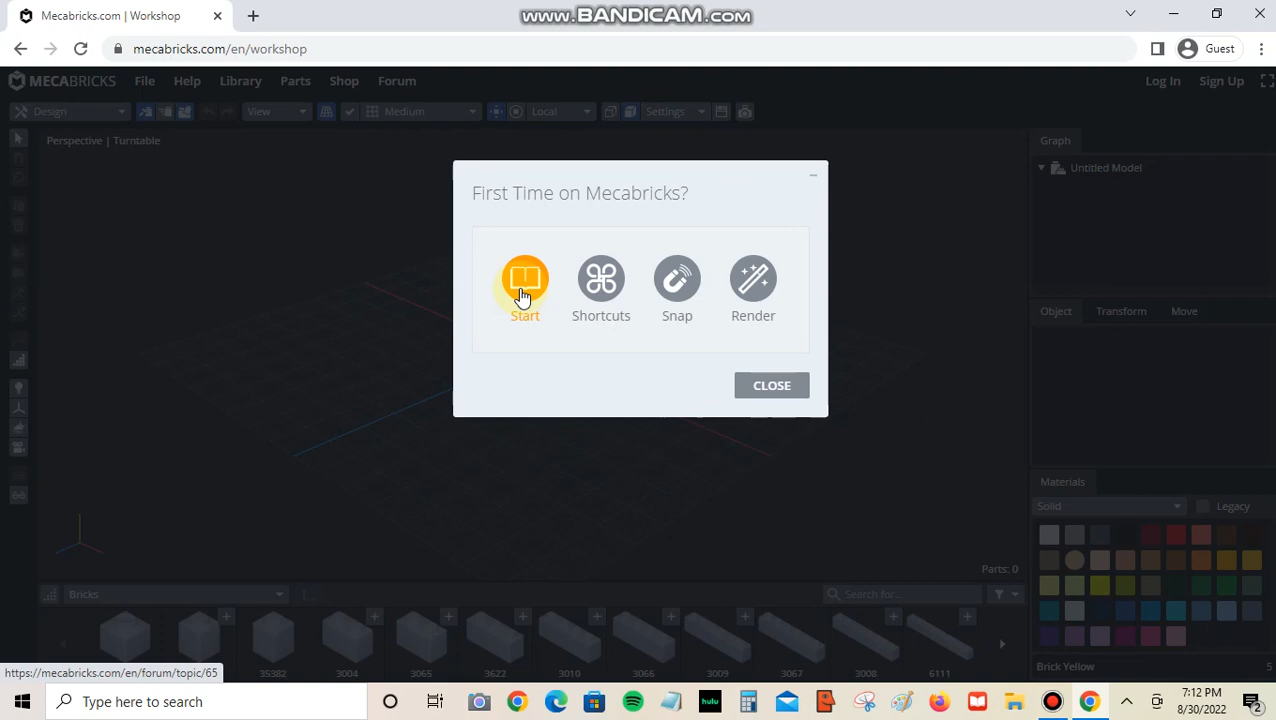 Mecabricks.com | Workshop
www.BANDICAM.com
mecabricks.com/en/workshop
Guest
MECABRICKS File Help Library Parts Shop Forum Log In Sign Up
Design View Medium Local Settings
Perspective | Turntable
Graph
Untitled Model
First Time on Mecabricks?
Start Shortcuts Snap Render
CLOSE
Object Transform Move
Materials
Solid Legacy
Parts: 0
Bricks Search for...
35382 3004 3065 3622 3010 3066 3009 3067 3008 6111
Brick Yellow 5
https://mecabricks.com/en/forum/topic/65
Type here to search
hulu
7:12 PM
8/30/2022
2